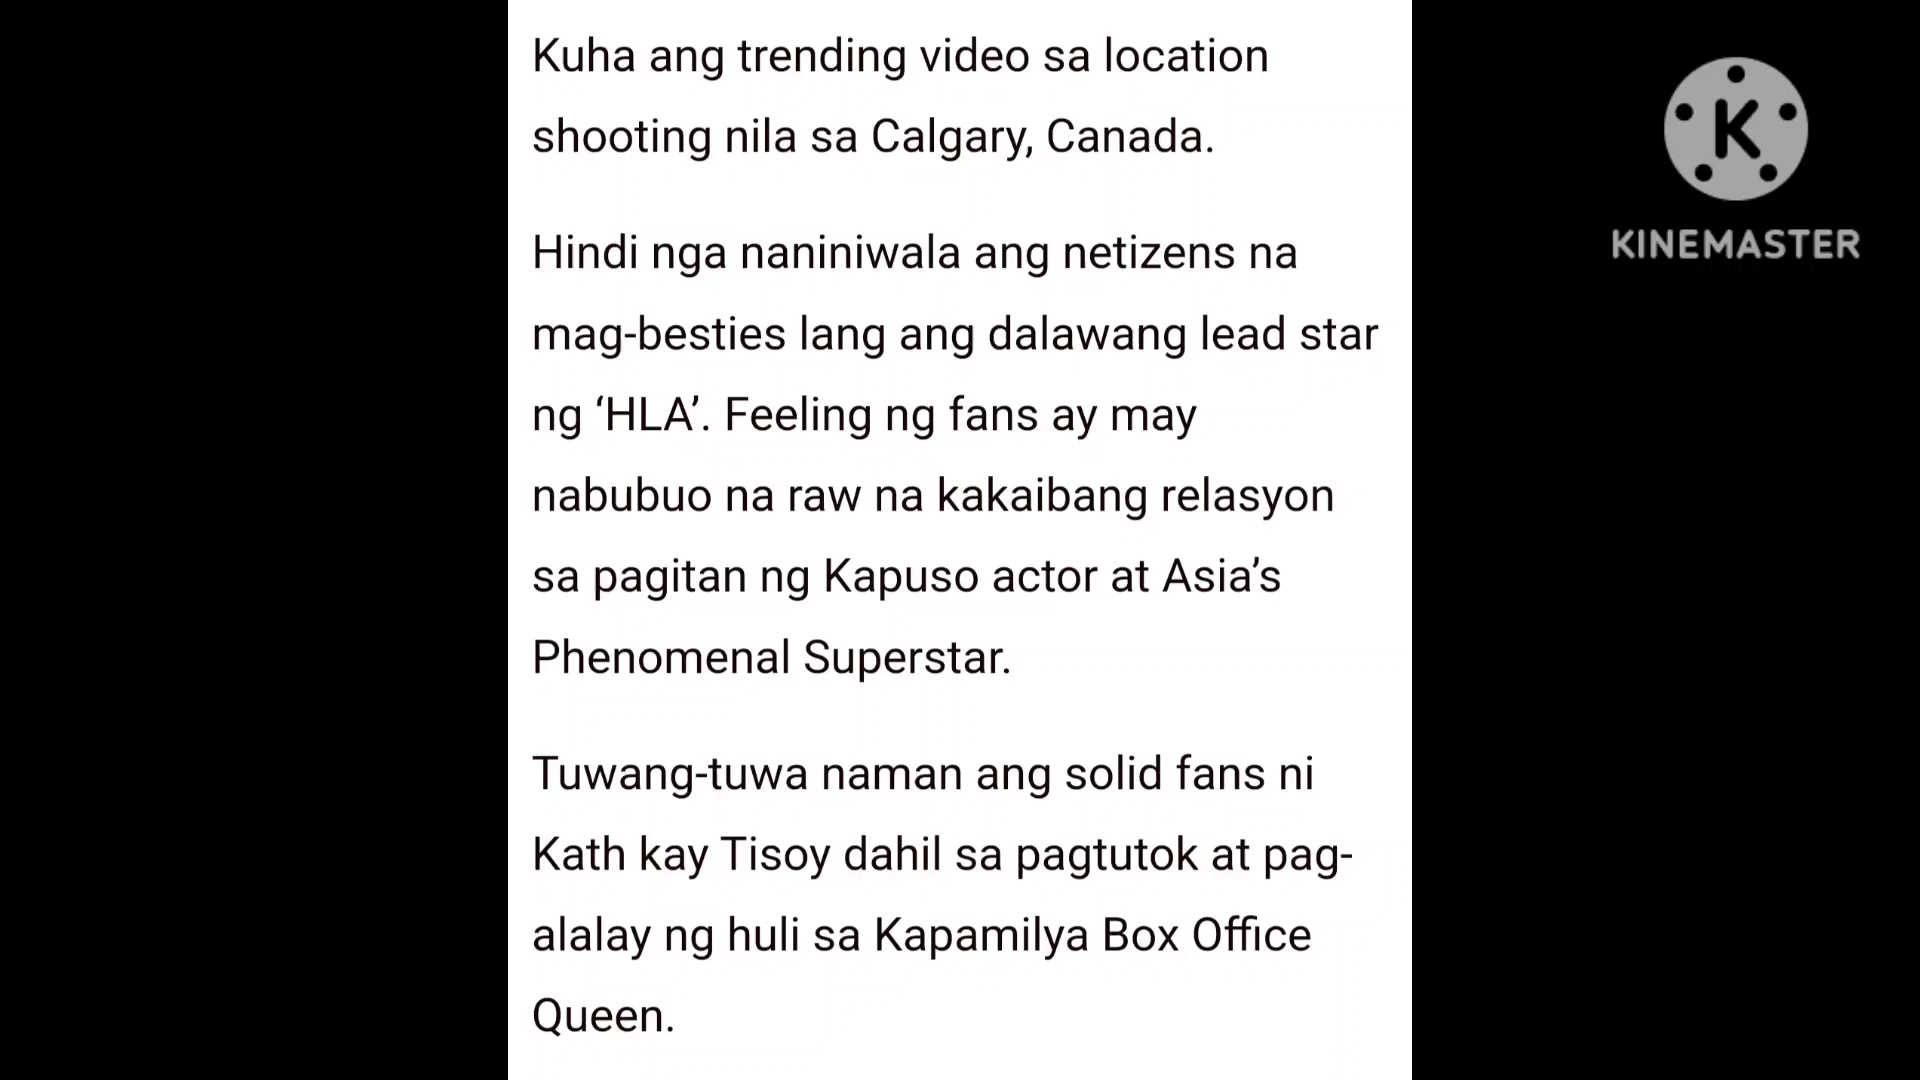 Kuha ang trending video sa location
shooting nila sa Calgary, Canada.
Hindi nga naniniwala ang netizens na
mag-besties lang ang dalawang lead star
ng ‘HLA’. Feeling ng fans ay may
nabubuo na raw na kakaibang relasyon
sa pagitan ng Kapuso actor at Asia’s
Phenomenal Superstar.
Tuwang-tuwa naman ang solid fans ni
Kath kay Tisoy dahil sa pagtutok at pag-
alalay ng huli sa Kapamilya Box Office
Queen.
K
KINEMASTER